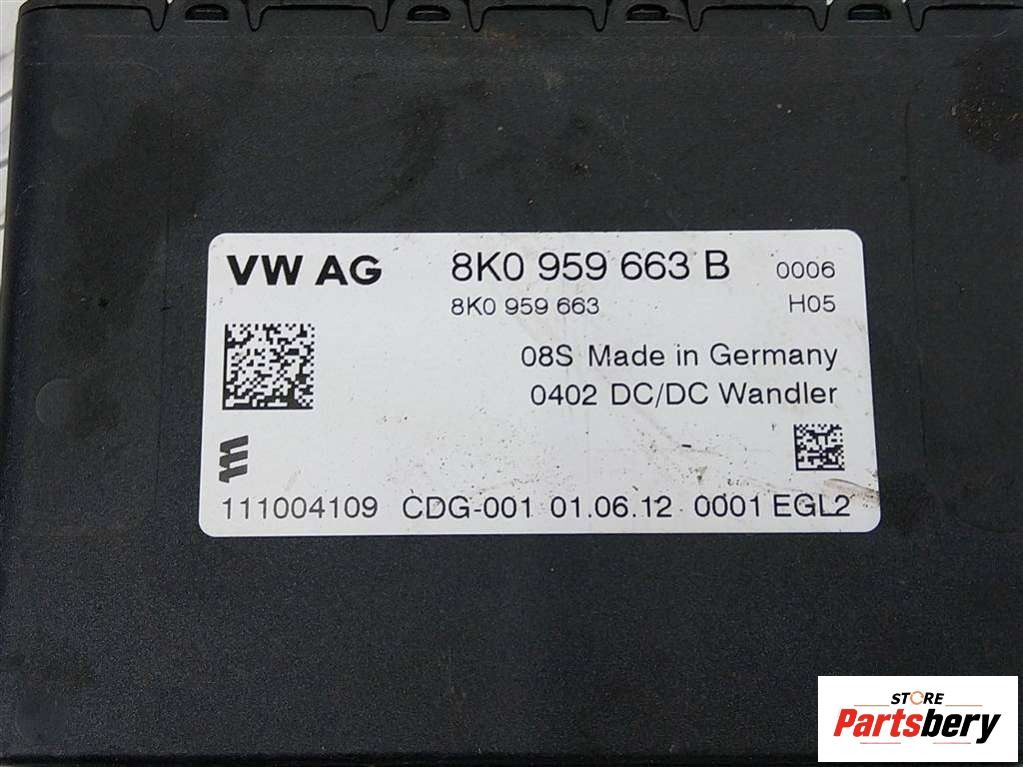 VW AG 8K0 959 663 B 0006
8K0 959 663 H05
08S Made in Germany
0402 DC/DC Wandler
111004109 CDG-001 01.06.12 0001 EGL2
STORE
Partsbery